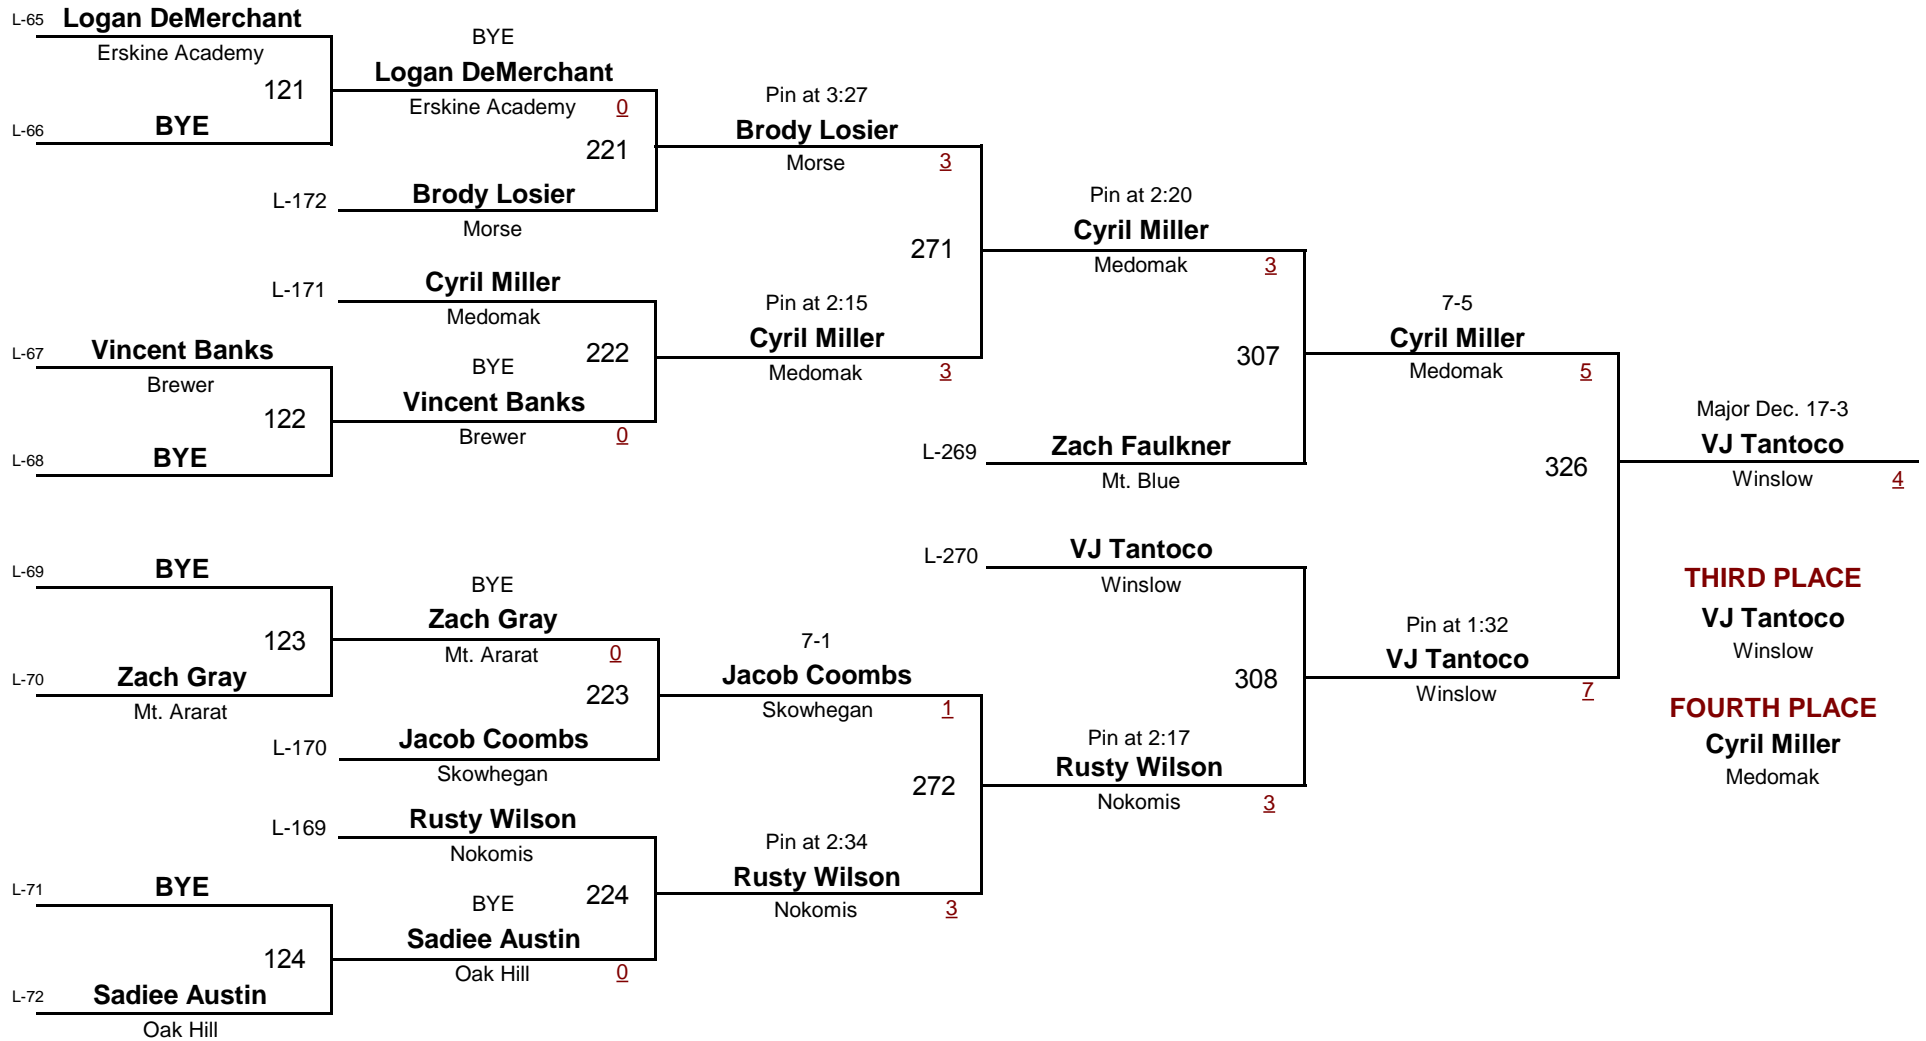 L-65 Logan DeMerchant
Erskine Academy
121
L-66 BYE
BYE
Logan DeMerchant
Erskine Academy 0
221
L-172 Brody Losier
Morse
L-171 Cyril Miller
Medomak
222
L-67 Vincent Banks
Brewer
122
L-68 BYE
BYE
Vincent Banks
Brewer 0
Pin at 3:27
Brody Losier
Morse 3
271
Pin at 2:15
Cyril Miller
Medomak 3
Pin at 2:20
Cyril Miller
Medomak 3
307
L-269 Zach Faulkner
Mt. Blue
7-5
Cyril Miller
Medomak 5
326
Major Dec. 17-3
VJ Tantoco
Winslow 4
L-69 BYE
123
L-70 Zach Gray
Mt. Ararat
BYE
Zach Gray
Mt. Ararat 0
223
L-170 Jacob Coombs
Skowhegan
L-169 Rusty Wilson
Nokomis
224
L-71 BYE
124
L-72 Sadiee Austin
Oak Hill
BYE
Sadiee Austin
Oak Hill 0
7-1
Jacob Coombs
Skowhegan 1
272
Pin at 2:34
Rusty Wilson
Nokomis 3
L-270 VJ Tantoco
Winslow
308
Pin at 2:17
Rusty Wilson
Nokomis 3
Pin at 1:32
VJ Tantoco
Winslow 7
THIRD PLACE
VJ Tantoco
Winslow
FOURTH PLACE
Cyril Miller
Medomak